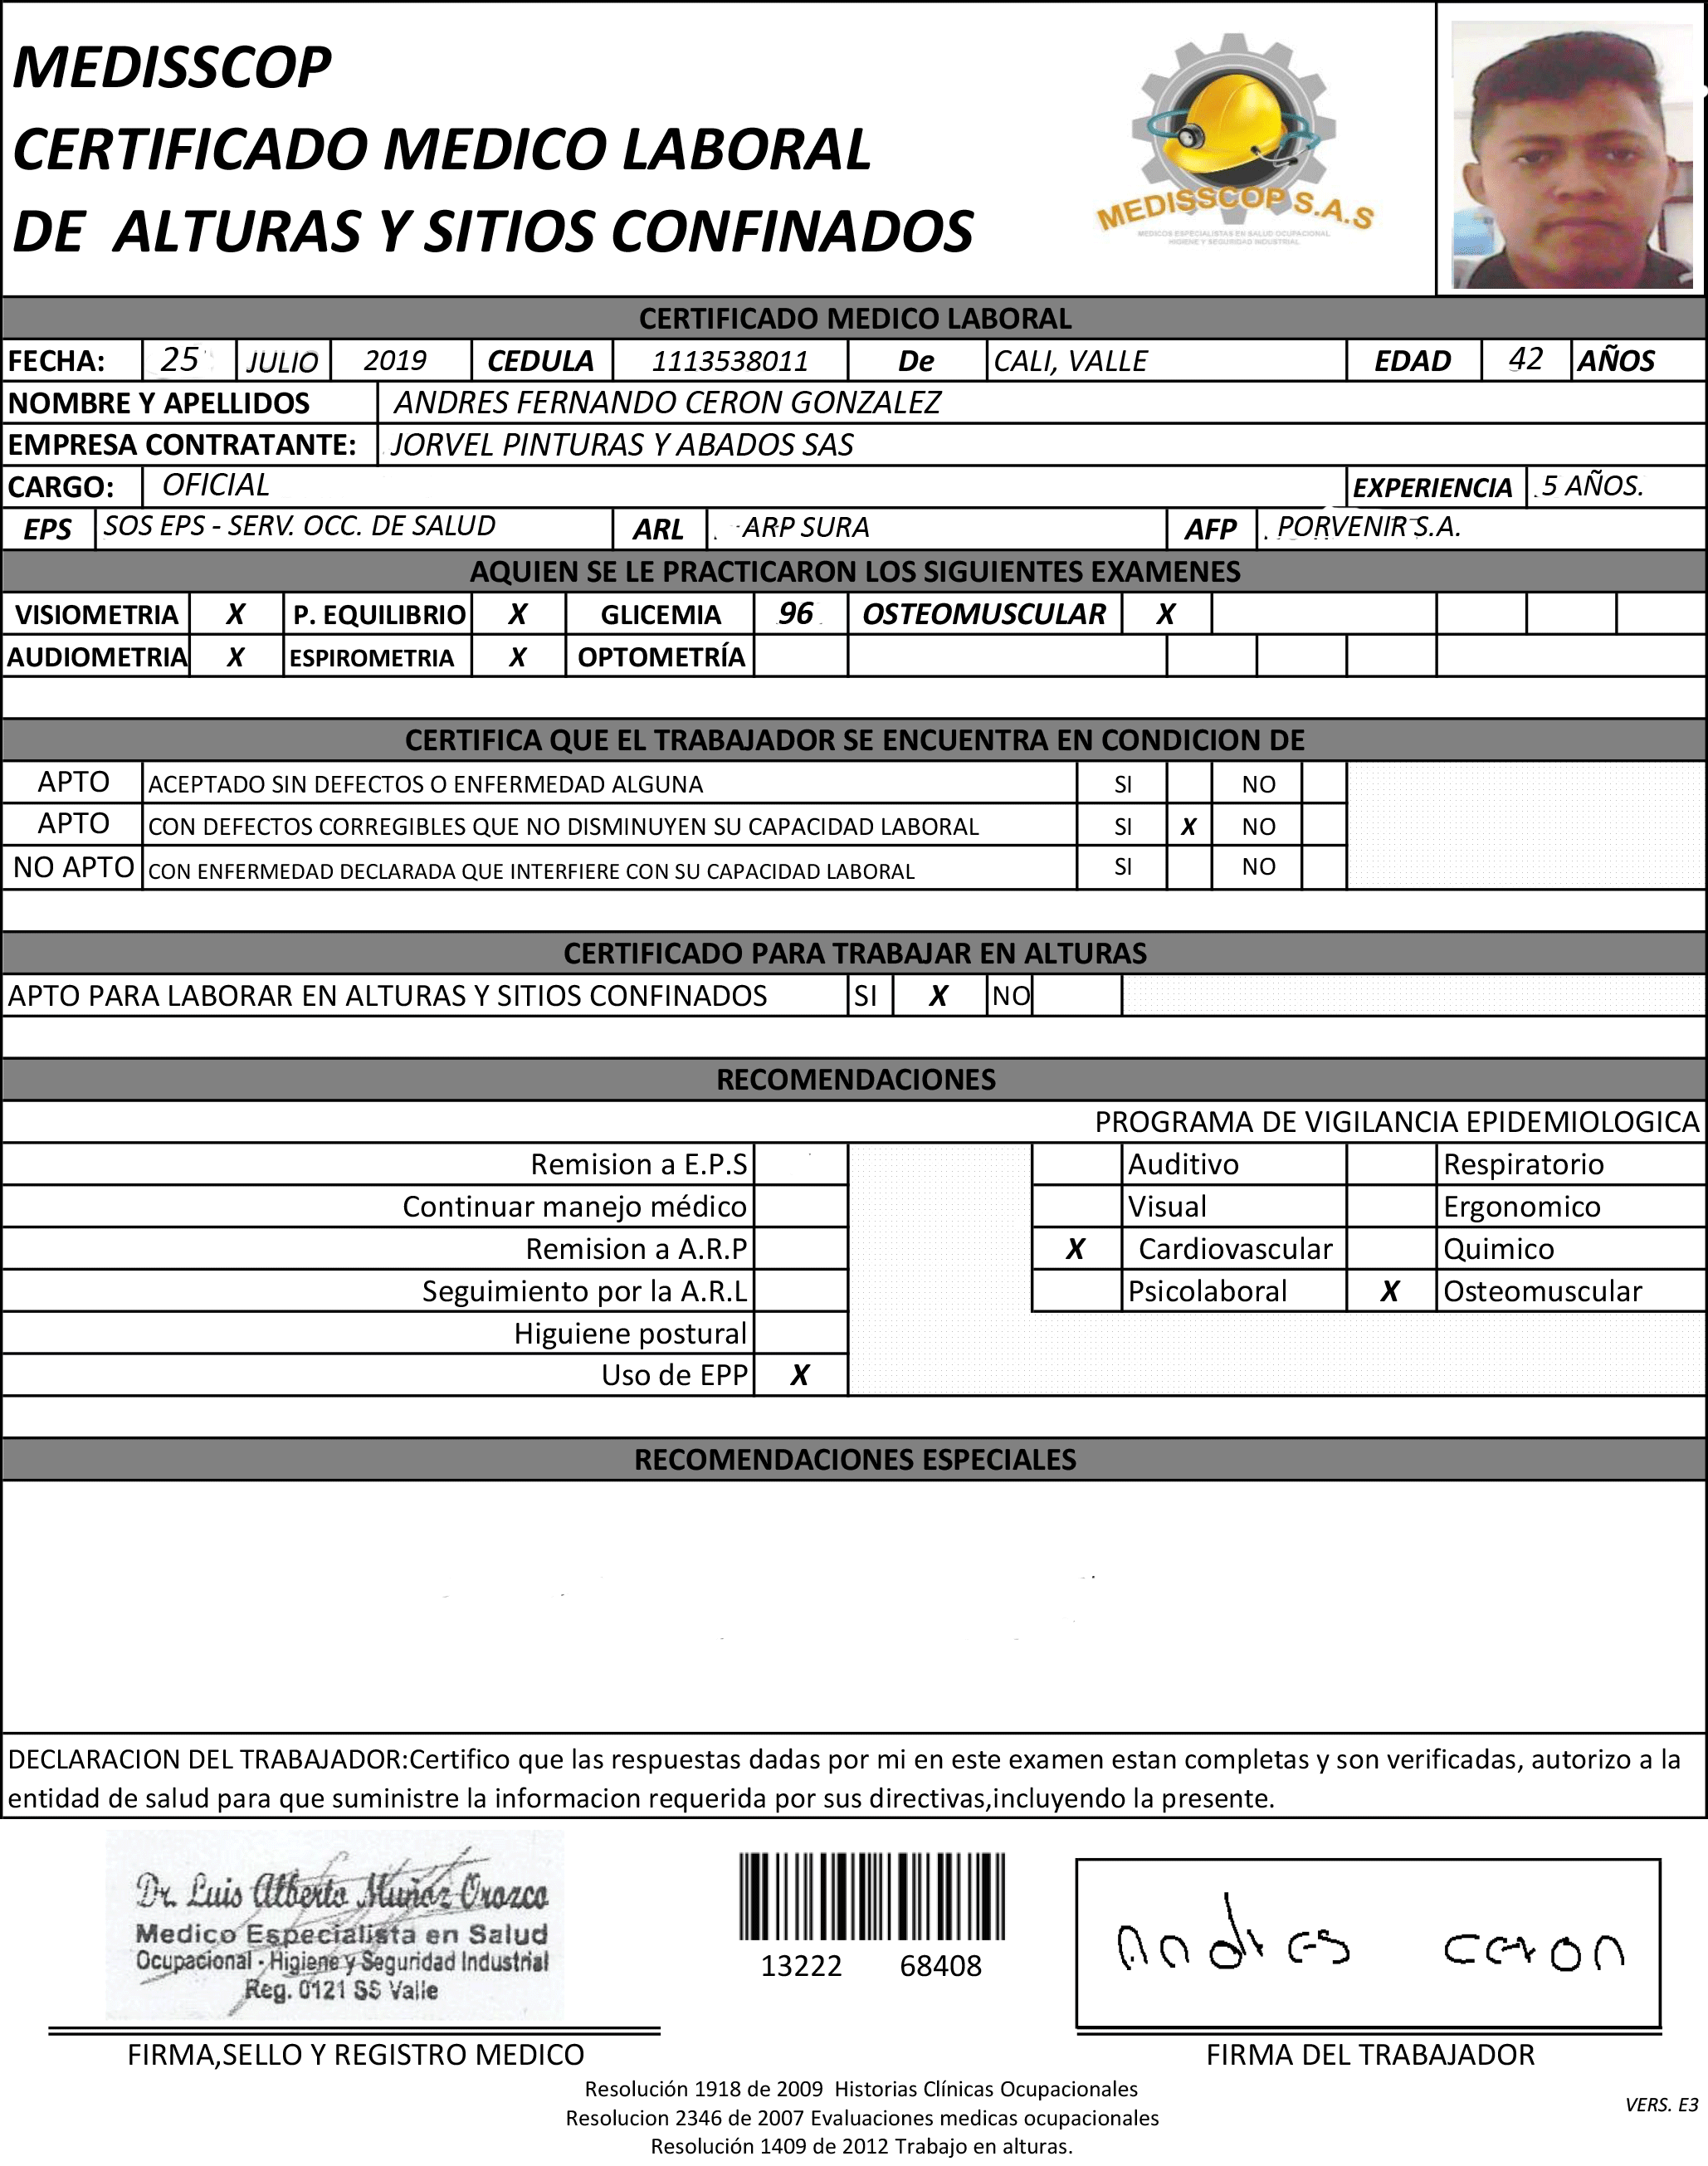 MEDISSCOP
CERTIFICADO MEDICO LABORAL
DE ALTURAS Y SITIOS CONFINADOS
MEDISSCOP S.A.S
MEDICOS ESPECIALISTAS EN SALUD OCUPACIONAL
HIGIENE Y SEGURIDAD INDUSTRIAL
CERTIFICADO MEDICO LABORAL
FECHA: 25 JULIO 2019 CEDULA 1113538011 De CALI, VALLE EDAD 42 AÑOS
NOMBRE Y APELLIDOS ANDRES FERNANDO CERON GONZALEZ
EMPRESA CONTRATANTE: JORVEL PINTURAS Y ABADOS SAS
CARGO: OFICIAL EXPERIENCIA 5 AÑOS.
EPS SOS EPS - SERV. OCC. DE SALUD ARL ARP SURA AFP PORVENIR S.A.
AQUIEN SE LE PRACTICARON LOS SIGUIENTES EXAMENES
VISIOMETRIA X P. EQUILIBRIO X GLICEMIA 96 OSTEOMUSCULAR X
AUDIOMETRIA X ESPIROMETRIA X OPTOMETRÍA
CERTIFICA QUE EL TRABAJADOR SE ENCUENTRA EN CONDICION DE
APTO ACEPTADO SIN DEFECTOS O ENFERMEDAD ALGUNA SI NO
APTO CON DEFECTOS CORREGIBLES QUE NO DISMINUYEN SU CAPACIDAD LABORAL SI X NO
NO APTO CON ENFERMEDAD DECLARADA QUE INTERFIERE CON SU CAPACIDAD LABORAL SI NO
CERTIFICADO PARA TRABAJAR EN ALTURAS
APTO PARA LABORAR EN ALTURAS Y SITIOS CONFINADOS SI X NO
RECOMENDACIONES
PROGRAMA DE VIGILANCIA EPIDEMIOLOGICA
Remision a E.P.S Auditivo Respiratorio
Continuar manejo médico Visual Ergonomico
Remision a A.R.P X Cardiovascular Quimico
Seguimiento por la A.R.L Psicolaboral X Osteomuscular
Higuiene postural
Uso de EPP X
RECOMENDACIONES ESPECIALES
DECLARACION DEL TRABAJADOR:Certifico que las respuestas dadas por mi en este examen estan completas y son verificadas, autorizo a la
entidad de salud para que suministre la informacion requerida por sus directivas,incluyendo la presente.
Dr. Luis Alberto Muñoz Orozco
Medico Especialista en Salud
Ocupacional - Higiene y Seguridad Industrial
Reg. 0121 SS Valle
13222 68408
Andres ceron
FIRMA,SELLO Y REGISTRO MEDICO FIRMA DEL TRABAJADOR
Resolución 1918 de 2009 Historias Clínicas Ocupacionales
Resolucion 2346 de 2007 Evaluaciones medicas ocupacionales
Resolución 1409 de 2012 Trabajo en alturas.
VERS. E3